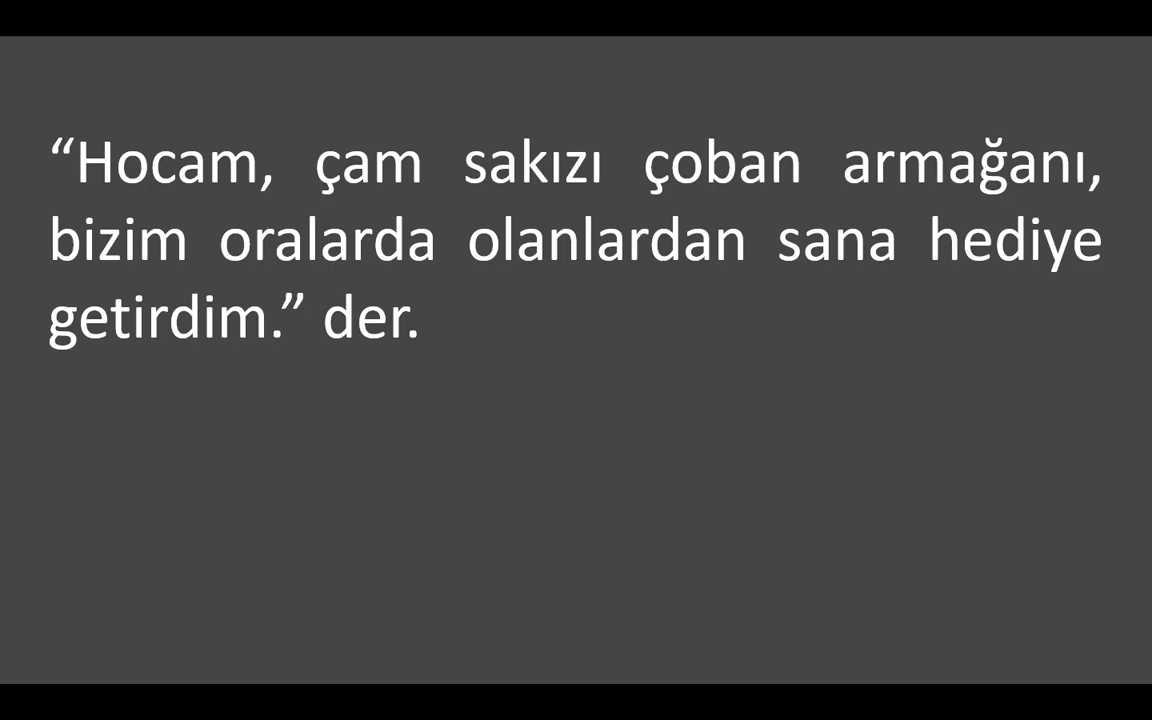 “Hocam, çam sakızı çoban armağanı,
bizim oralarda olanlardan sana hediye
getirdim.” der.